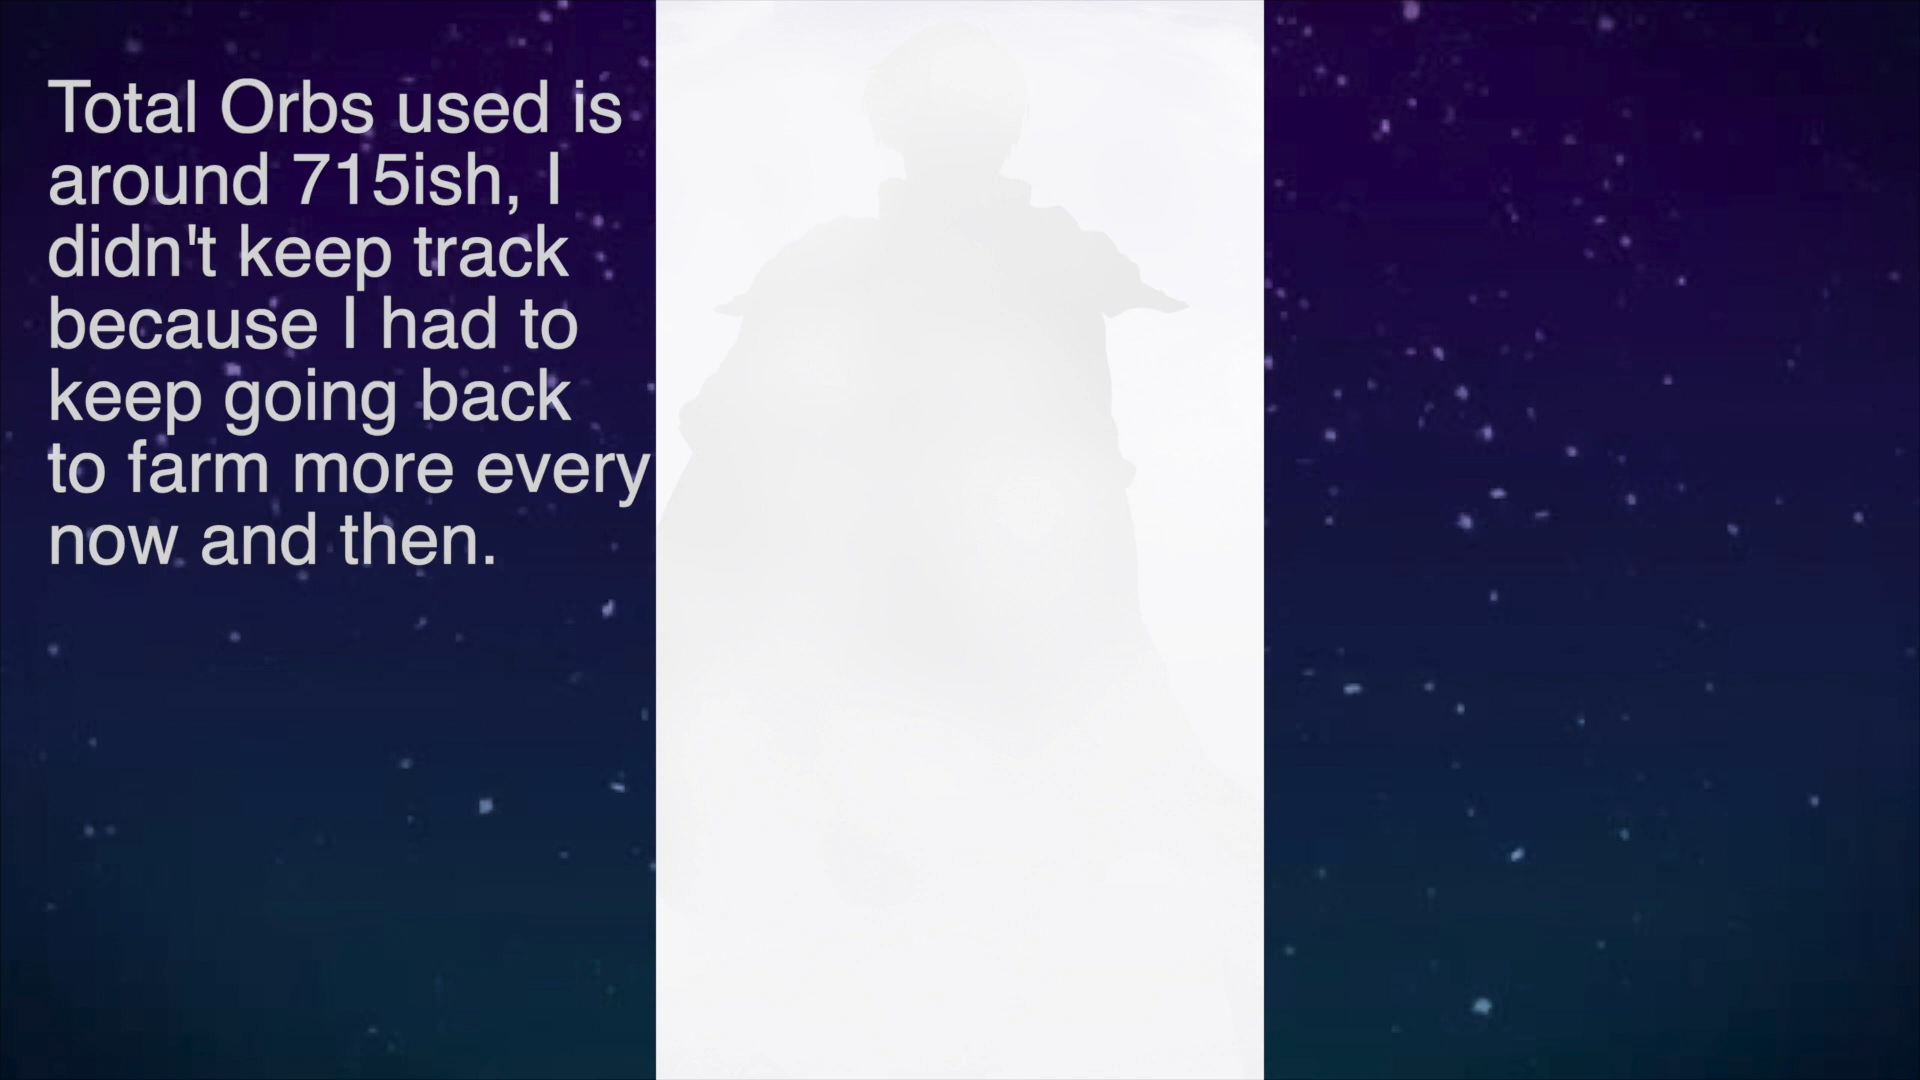 Total Orbs used is
around 715ish, I
didn't keep track
because I had to
keep going back
to farm more every
now and then.